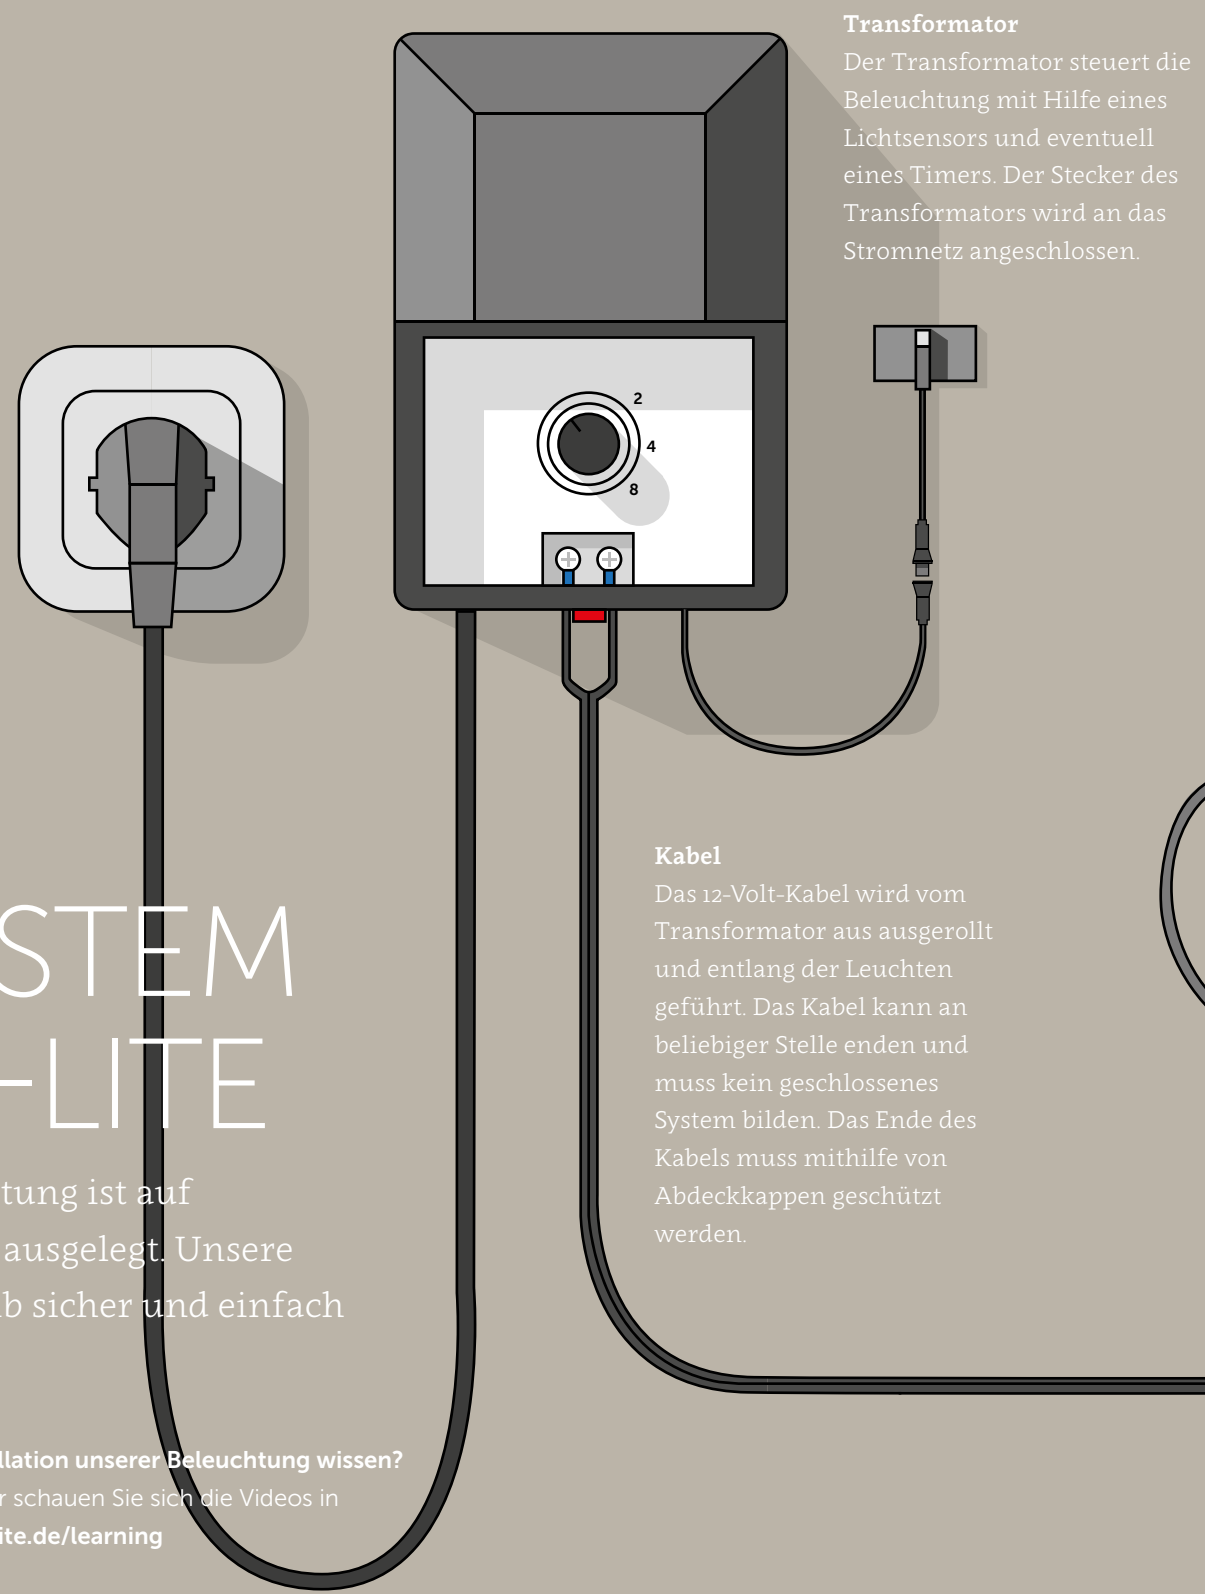 Transformator
Der Transformator steuert die
Beleuchtung mit Hilfe eines
Lichtsensors und eventuell
eines Timers. Der Stecker des
Transformators wird an das
Stromnetz angeschlossen.
2
4
8
Kabel
Das 12-Volt-Kabel wird vom
Transformator aus ausgerollt
und entlang der Leuchten
geführt. Das Kabel kann an
beliebiger Stelle enden und
muss kein geschlossenes
System bilden. Das Ende des
Kabels muss mithilfe von
Abdeckkappen geschützt
werden.
STEM
-LITE
tung ist auf
ausgelegt. Unsere
b sicher und einfach
llation unserer Beleuchtung wissen?
r schauen Sie sich die Videos in
ite.de/learning